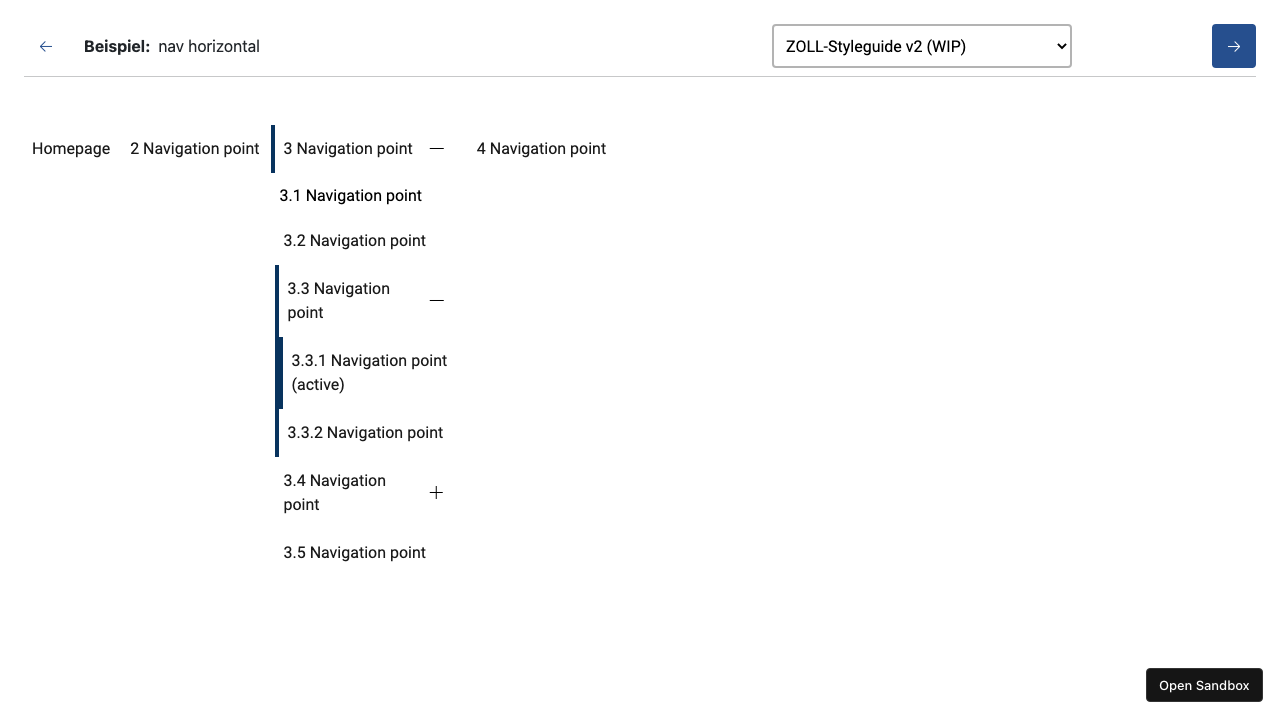 Beispiel: nav horizontal
ZOLL-Styleguide v2 (WIP)
Homepage
2 Navigation point
3 Navigation point
4 Navigation point
3.1 Navigation point
3.2 Navigation point
3.3 Navigation
point
3.3.1 Navigation point
(active)
3.3.2 Navigation point
3.4 Navigation
point
3.5 Navigation point
Open Sandbox